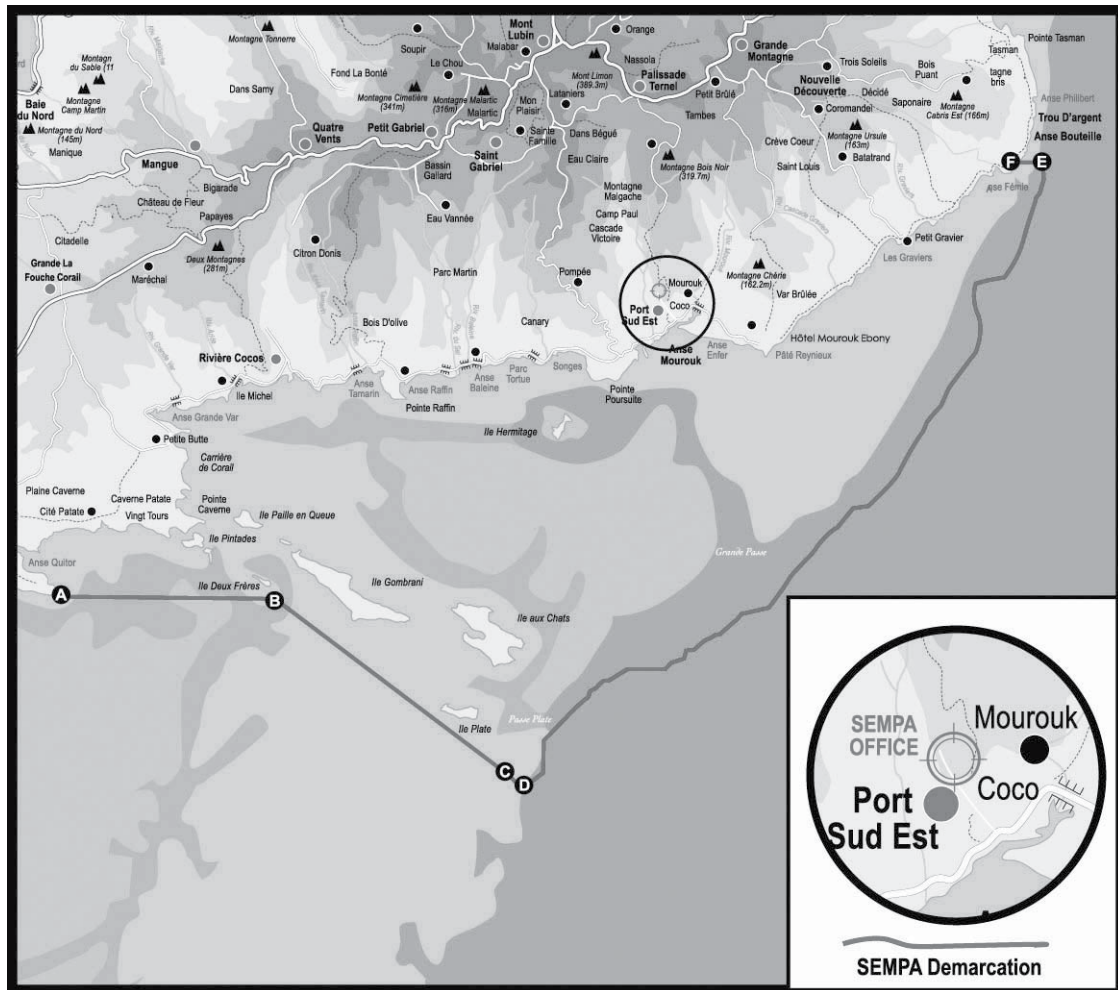 Montagne Tonnerre
Soupir
Mont
Lubin
Malabar
Orange
Nassola
Grande
Montagne
Pointe Tasman
Tasman
Montagn
du Sable (11
Montagne
Camp Martin
Baie
du Nord
Montagne du Nord
(145m)
Manique
Dans Samy
Fond La Bonté
Le Chou
Montagne Cimetière
(341m)
Montagne Malartic
(316m)
Malartic
Mon
Plaisir
Lataniers
Mont Limon
(389.3m)
Palissade
Ternel
Petit Brûlé
Tambes
Trois Soleils
Bois
Puant
tagne
bris
Nouvelle
Découverte
Décidé
Coromandel
Saponaire
Montagne
Cabris Est (166m)
Anse Philibert
Trou D'argent
Anse Bouteille
Quatre
Vents
Petit Gabriel
Sainte
Famille
Saint
Gabriel
Dans Bégué
Eau Claire
Montagne Bois Noir
(319.7m)
Crève Coeur
Montagne Ursule
(163m)
Saint Louis
Batatrand
F
E
Mangue
Bigarade
Château de Fleur
Papayes
Bassin
Gallard
Eau Vannée
Montagne
Malgache
Camp Paul
Cascade
Victoire
Citadelle
Grande La
Fouche Corail
Deux Montagnes
(281m)
Maréchal
Citron Donis
Parc Martin
Pompée
Mourouk
Coco
Port
Sud Est
Montagne Chérie
(162.2m)
Var Brûlée
Petit Gravier
Les Graviers
Rivière Cocos
Bois D'olive
Canary
Anse
Mourouk
Anse
Enfer
Hôtel Mourouk Ebony
Pâté Reynieux
Ile Michel
Anse
Tamarin
Anse Raffin
Pointe Raffin
Anse
Baleine
Parc
Tortue
Songes
Pointe
Poursuite
Anse Grande Var
Petite Butte
Carrière
de Corail
Ile Hermitage
Plaine Caverne
Cité Patate
Caverne Patate
Vingt Tours
Pointe
Caverne
Ile Paille en Queue
Ile Pintades
Grande Passe
Anse Quitor
A
Ile Deux Frères
B
Ile Gombrani
Ile aux Chats
Ile Plate
Passe Plate
C
D
SEMPA
OFFICE
Mourouk
Coco
Port
Sud Est
SEMPA Demarcation